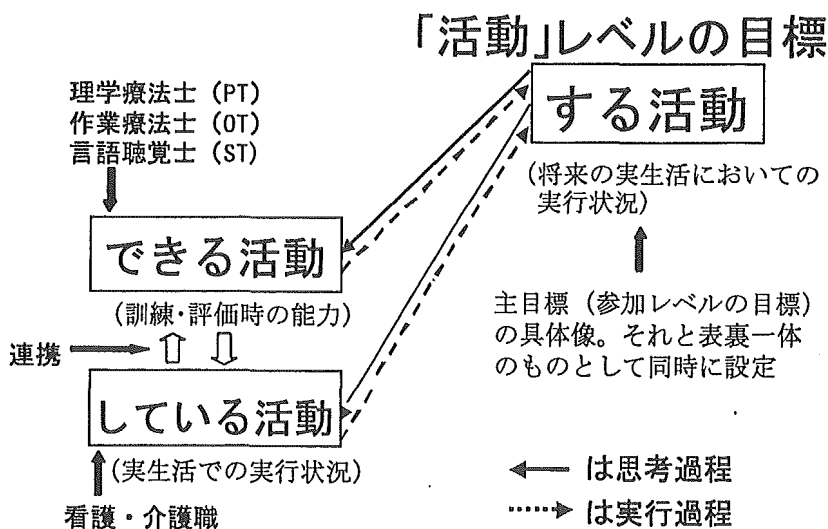 「活動」レベルの目標
理学療法士（PT）
作業療法士（OT）
言語聴覚士（ST）
する活動
（将来の実生活においての
実行状況）
できる活動
（訓練・評価時の能力）
主目標（参加レベルの目標）
の具体像。それと表裏一体
のものとして同時に設定
連携
している活動
（実生活での実行状況）
看護・介護職
は思考過程
は実行過程